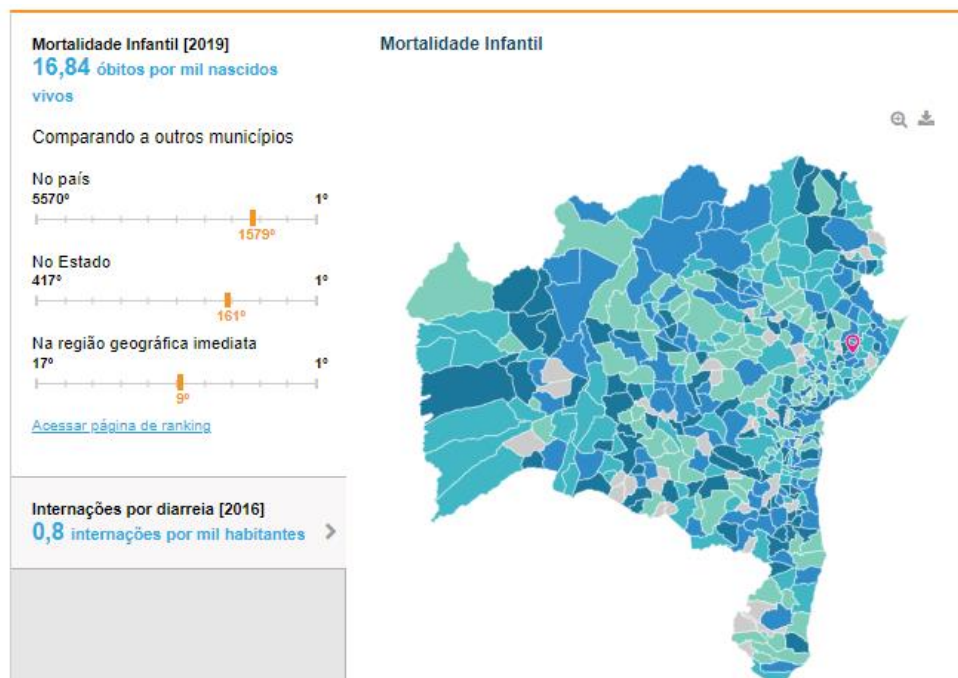 Mortalidade Infantil [2019]
16,84 óbitos por mil nascidos
vivos
Comparando a outros municípios
No país
5570º 1º
1579º
No Estado
417º 1º
161º
Na região geográfica imediata
17º 1º
9º
Acessar página de ranking
Internações por diarreia [2016]
0,8 internações por mil habitantes
Mortalidade Infantil